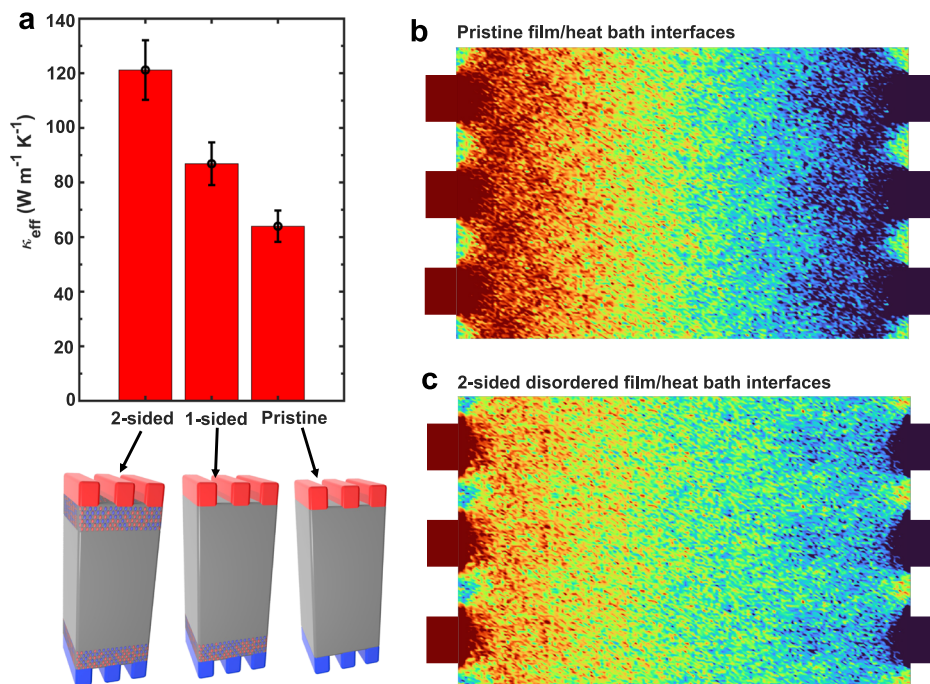 a
140
120
100
80
60
40
20
0
κeff (W m-1 K-1)
2-sided 1-sided Pristine
b Pristine film/heat bath interfaces
c 2-sided disordered film/heat bath interfaces